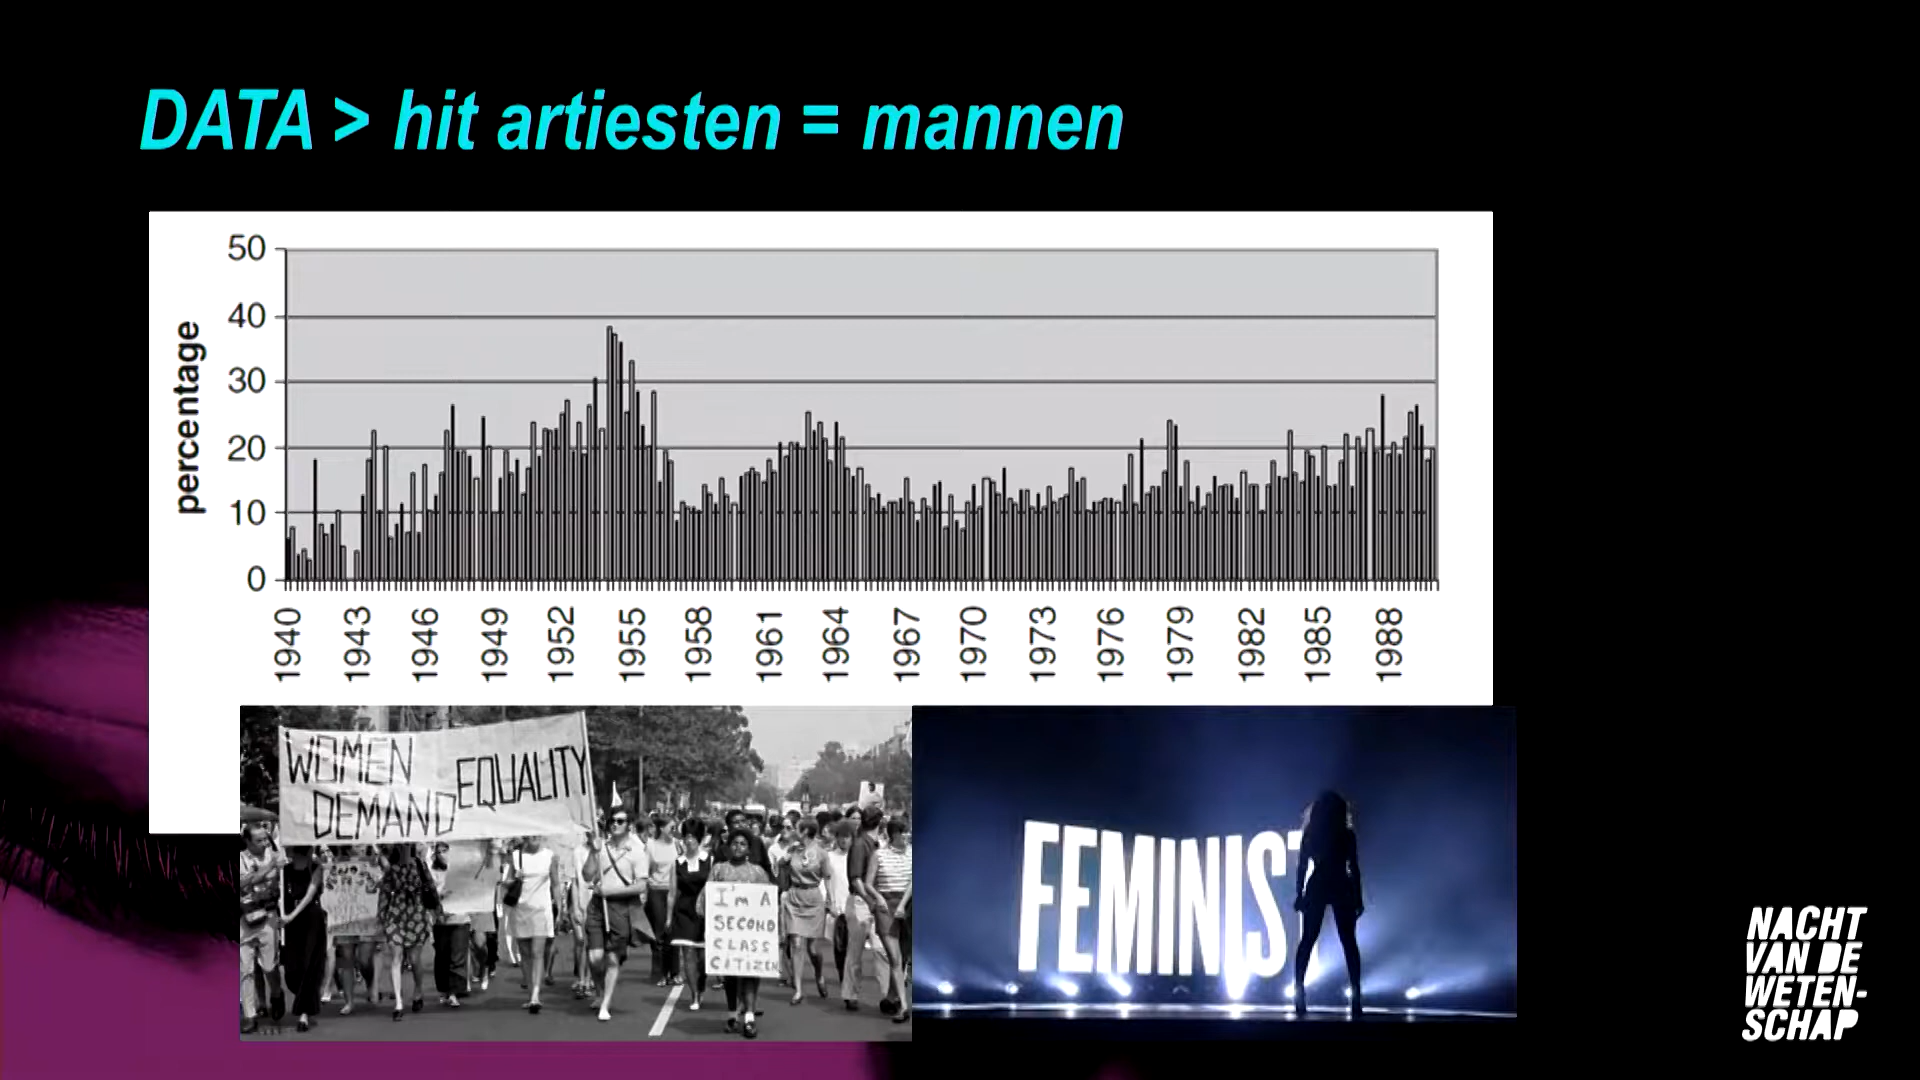 DATA > hit artiesten = mannen
50
40
30
20
10
0
percentage
1940
1943
1946
1949
1952
1955
1958
1961
1964
1967
1970
1973
1976
1979
1982
1985
1988
WOMEN
DEMAND EQUALITY
I'M A
SECOND
CLASS
CITIZEN
FEMINIST
NACHT
VAN DE
WETEN-
SCHAP